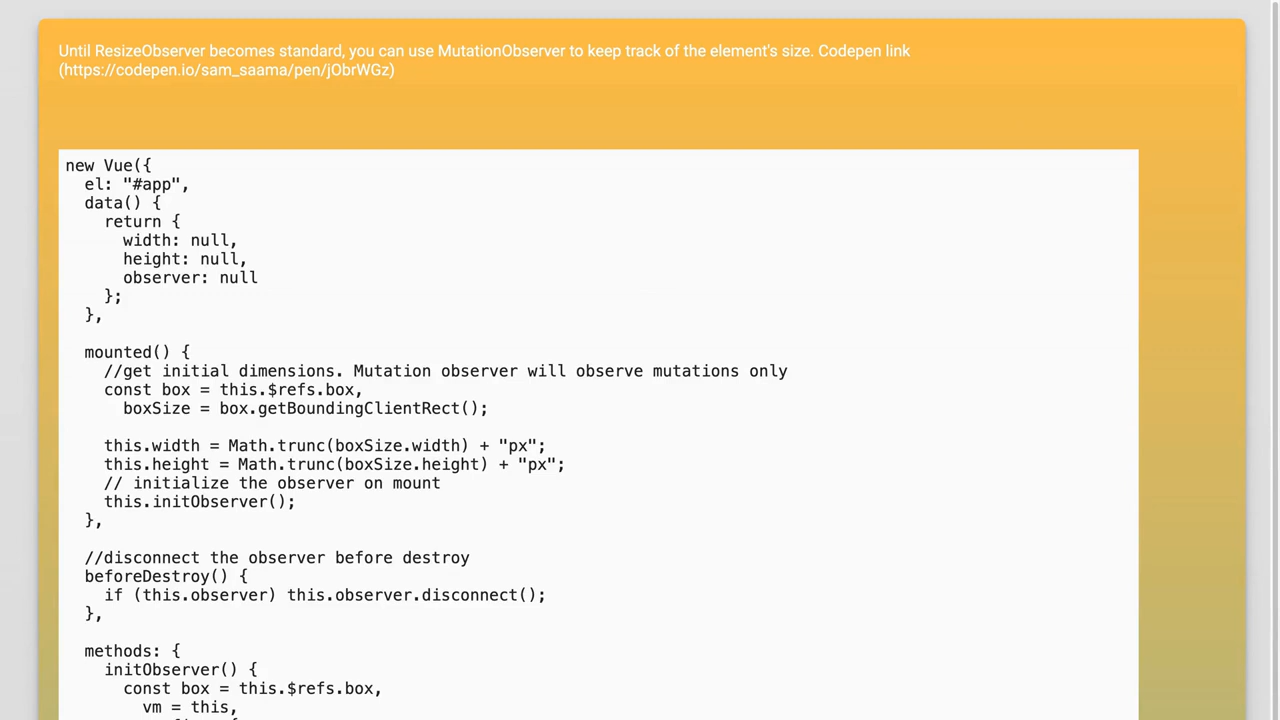 Until ResizeObserver becomes standard, you can use MutationObserver to keep track of the element's size. Codepen link
(https://codepen.io/sam_saama/pen/jObrWGz)
new Vue({
  el: "#app",
  data() {
    return {
      width: null,
      height: null,
      observer: null
    };
  },

  mounted() {
    //get initial dimensions. Mutation observer will observe mutations only
    const box = this.$refs.box,
      boxSize = box.getBoundingClientRect();

    this.width = Math.trunc(boxSize.width) + "px";
    this.height = Math.trunc(boxSize.height) + "px";
    // initialize the observer on mount
    this.initObserver();
  },

  //disconnect the observer before destroy
  beforeDestroy() {
    if (this.observer) this.observer.disconnect();
  },

  methods: {
    initObserver() {
      const box = this.$refs.box,
        vm = this,